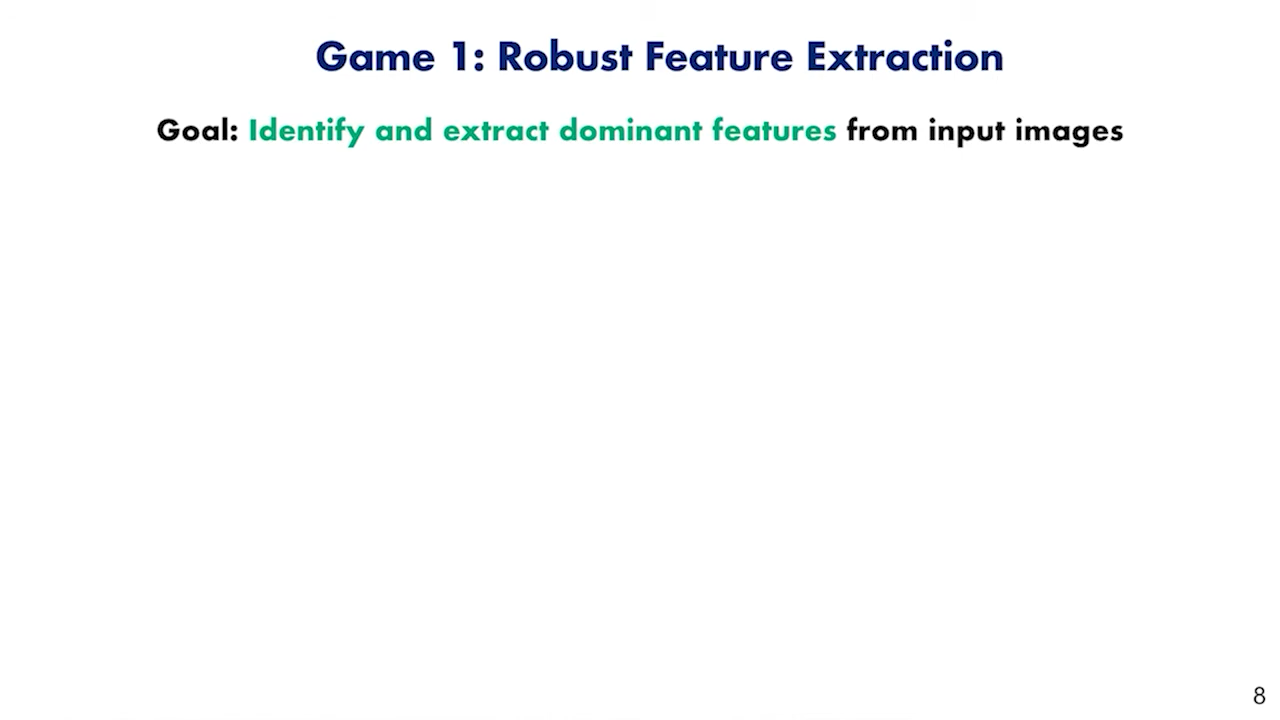 Game 1: Robust Feature Extraction
Goal: Identify and extract dominant features from input images
8